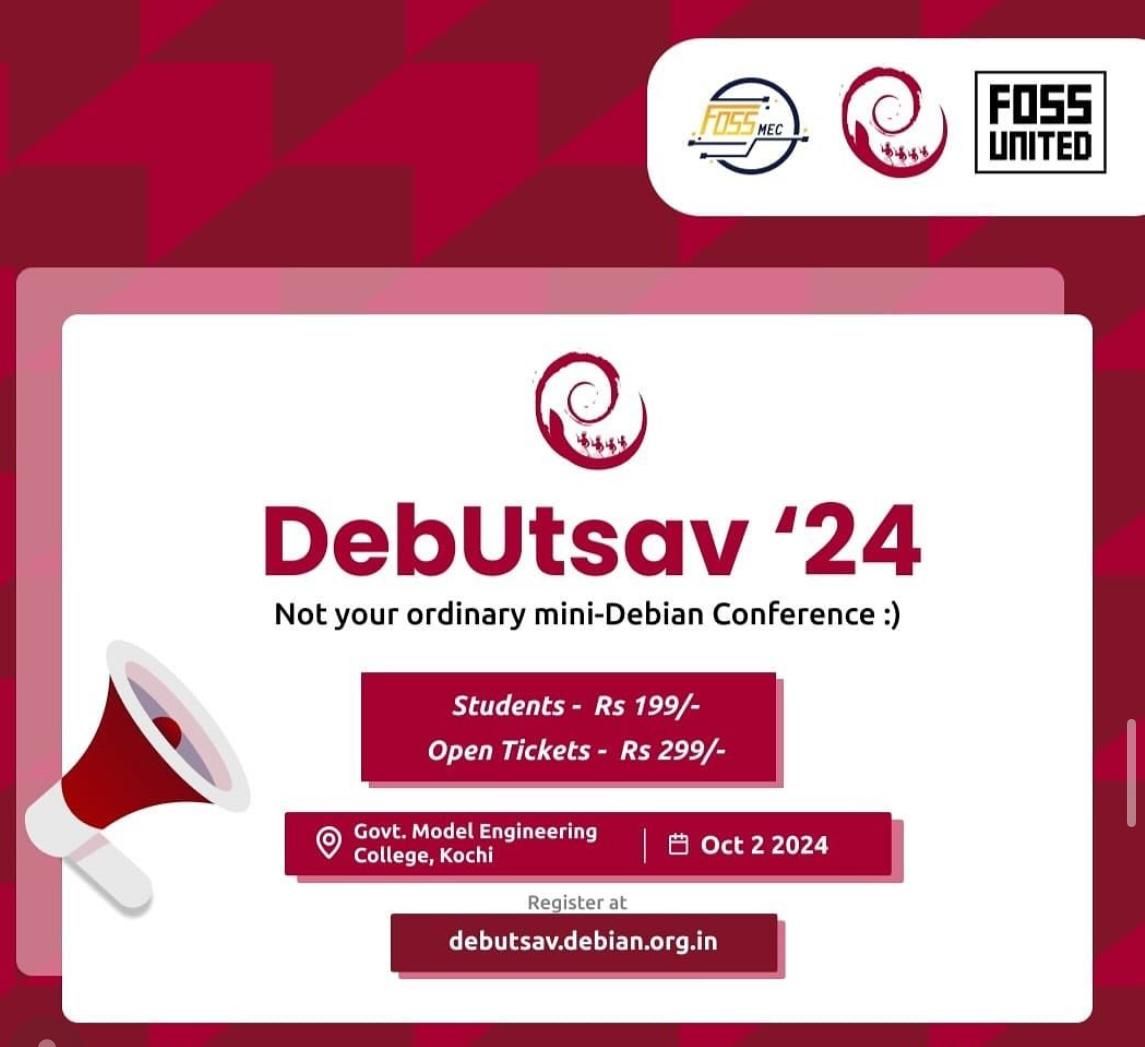 FOSS MEC
FOSS
UNITED
DebUtsav ‘24
Not your ordinary mini-Debian Conference :)
Students - Rs 199/-
Open Tickets - Rs 299/-
Govt. Model Engineering
College, Kochi
Oct 2 2024
Register at
debutsav.debian.org.in